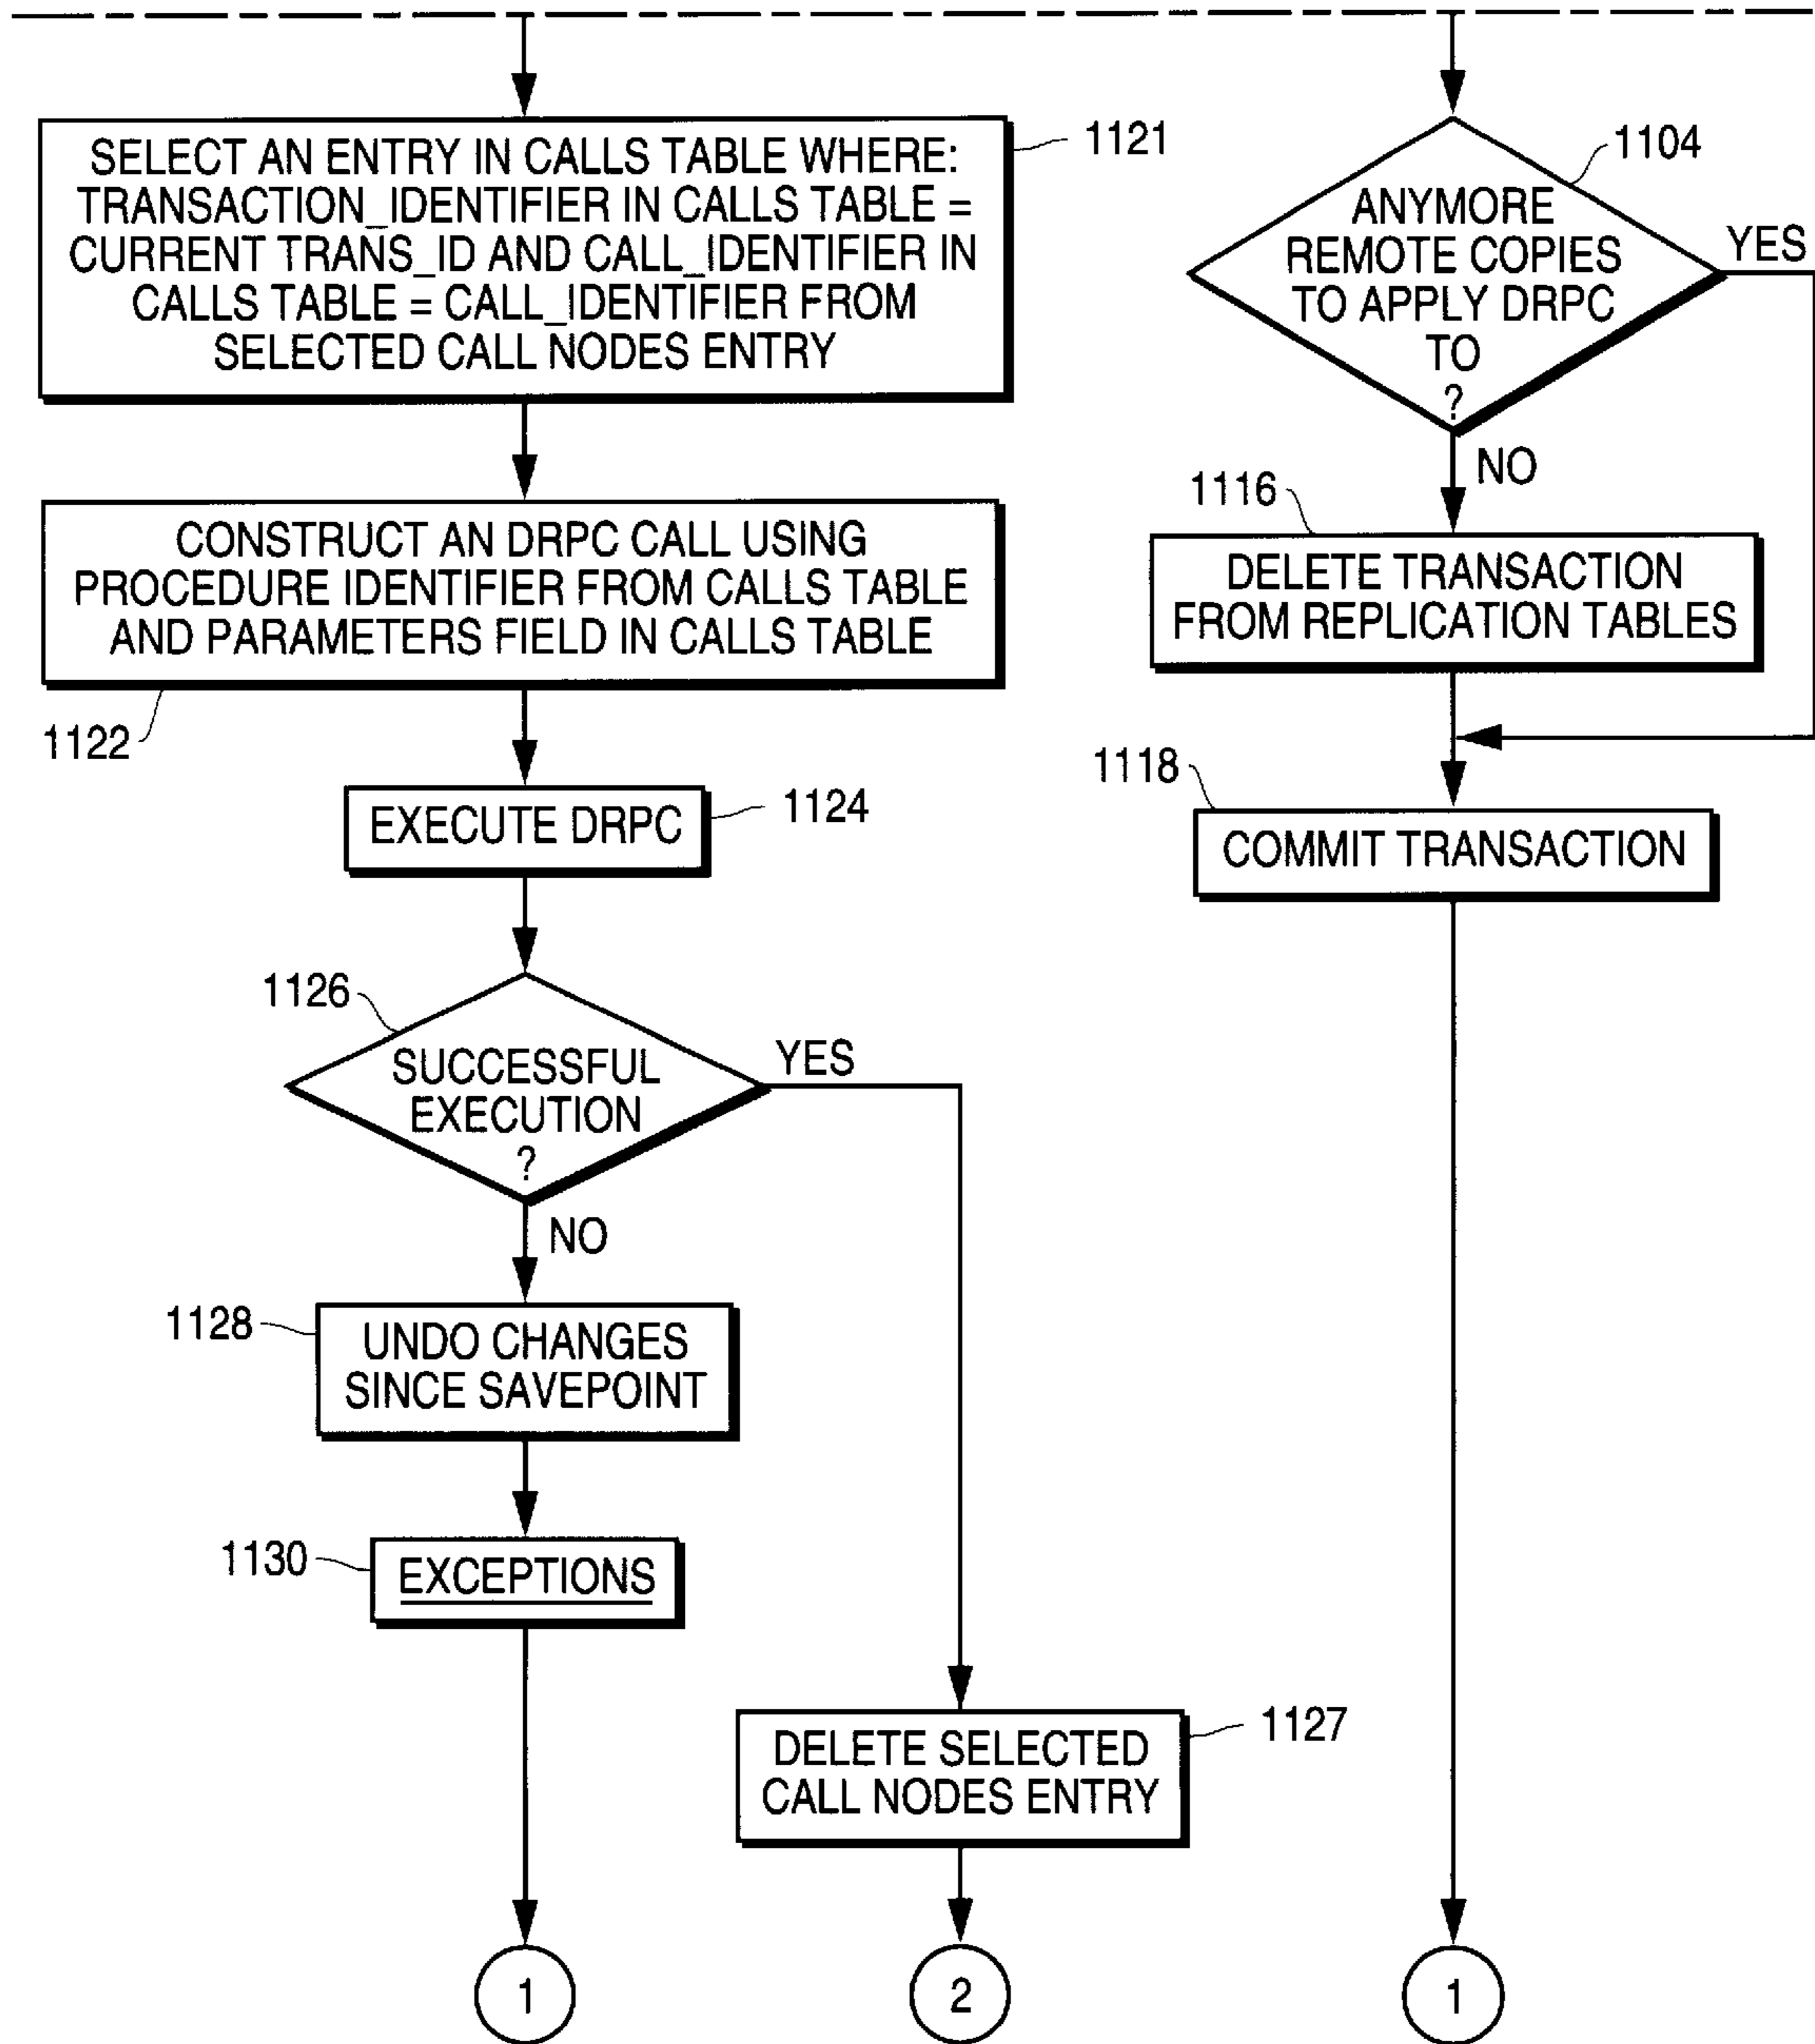 SELECT AN ENTRY IN CALLS TABLE WHERE:
TRANSACTION_IDENTIFIER IN CALLS TABLE =
CURRENT TRANS_ID AND CALL_IDENTIFIER IN
CALLS TABLE = CALL_IDENTIFIER FROM
SELECTED CALL NODES ENTRY
1121
CONSTRUCT AN DRPC CALL USING
PROCEDURE IDENTIFIER FROM CALLS TABLE
AND PARAMETERS FIELD IN CALLS TABLE
1122
EXECUTE DRPC
1124
1126
SUCCESSFUL
EXECUTION
?
YES
NO
1128
UNDO CHANGES
SINCE SAVEPOINT
1130
EXCEPTIONS
1
DELETE SELECTED
CALL NODES ENTRY
1127
2
1104
ANYMORE
REMOTE COPIES
TO APPLY DRPC
TO
?
YES
NO
1116
DELETE TRANSACTION
FROM REPLICATION TABLES
1118
COMMIT TRANSACTION
1